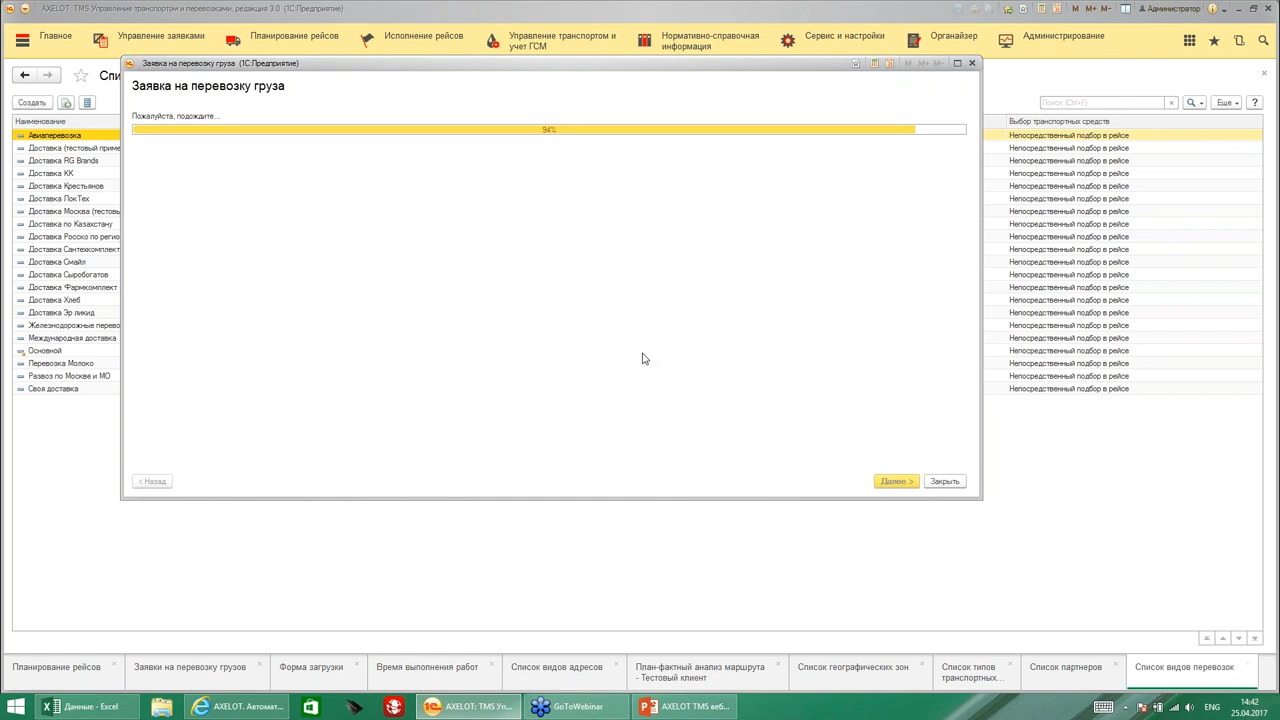 AXELOT: TMS Управление транспортом и перевозками, редакция 3.0 (1С:Предприятие)
M M+ M- Администратор
Главное
Управление заявками
Планирование рейсов
Исполнение рейсов
Управление транспортом и учет ГСМ
Нормативно-справочная информация
Сервис и настройки
Органайзер
Администрирование
Спи
Заявка на перевозку груза (1С:Предприятие)
M M+ M-
Заявка на перевозку груза
Создать
Поиск (Ctrl+F)
×
Еще
?
Пожалуйста, подождите...
94%
Наименование
Выбор транспортных средств
Авиаперевозка
Непосредственный подбор в рейсе
Доставка (тестовый приме
Непосредственный подбор в рейсе
Доставка RG Brands
Непосредственный подбор в рейсе
Доставка КК
Непосредственный подбор в рейсе
Доставка Крестьянов
Непосредственный подбор в рейсе
Доставка ПокТех
Непосредственный подбор в рейсе
Доставка Москва (тестовы
Непосредственный подбор в рейсе
Доставка по Казахстану
Непосредственный подбор в рейсе
Доставка Росско по регио
Непосредственный подбор в рейсе
Доставка Сантехкомплект
Непосредственный подбор в рейсе
Доставка Смайл
Непосредственный подбор в рейсе
Доставка Сыробогатов
Непосредственный подбор в рейсе
Доставка Фармкомплект
Непосредственный подбор в рейсе
Доставка Хлеб
Непосредственный подбор в рейсе
Доставка Эр ликид
Непосредственный подбор в рейсе
Железнодорожные перево
Непосредственный подбор в рейсе
Международная доставка
Непосредственный подбор в рейсе
Основной
Непосредственный подбор в рейсе
Перевозка Молоко
Непосредственный подбор в рейсе
Развоз по Москве и МО
Непосредственный подбор в рейсе
Своя доставка
Непосредственный подбор в рейсе
< Назад
Далее >
Закрыть
Планирование рейсов
Заявки на перевозку грузов
Форма загрузки
Время выполнения работ
Список видов адресов
План-фактный анализ маршрута
- Тестовый клиент
Список географических зон
Список типов
транспортных...
Список партнеров
Список видов перевозок
Данные - Excel
AXELOT. Автомат...
AXELOT: TMS Уп...
GoToWebinar
AXELOT TMS веб...
ENG
14:42
25.04.2017